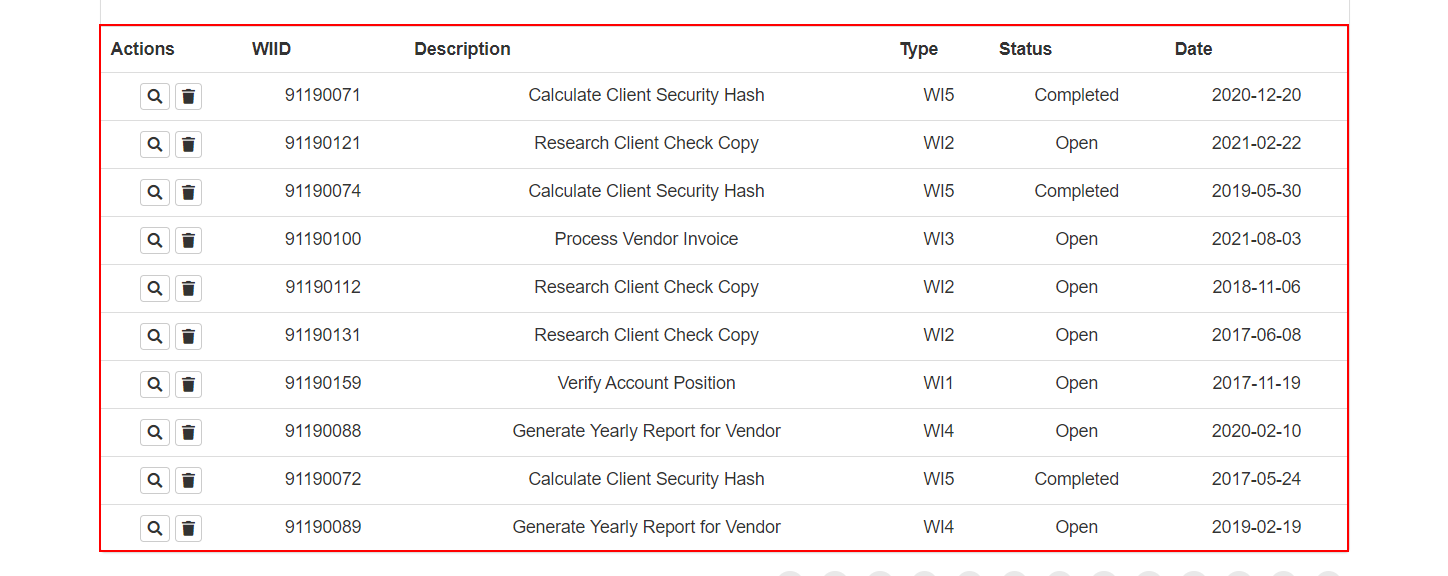 Actions WIID Description Type Status Date
91190071 Calculate Client Security Hash WI5 Completed 2020-12-20
91190121 Research Client Check Copy WI2 Open 2021-02-22
91190074 Calculate Client Security Hash WI5 Completed 2019-05-30
91190100 Process Vendor Invoice WI3 Open 2021-08-03
91190112 Research Client Check Copy WI2 Open 2018-11-06
91190131 Research Client Check Copy WI2 Open 2017-06-08
91190159 Verify Account Position WI1 Open 2017-11-19
91190088 Generate Yearly Report for Vendor WI4 Open 2020-02-10
91190072 Calculate Client Security Hash WI5 Completed 2017-05-24
91190089 Generate Yearly Report for Vendor WI4 Open 2019-02-19